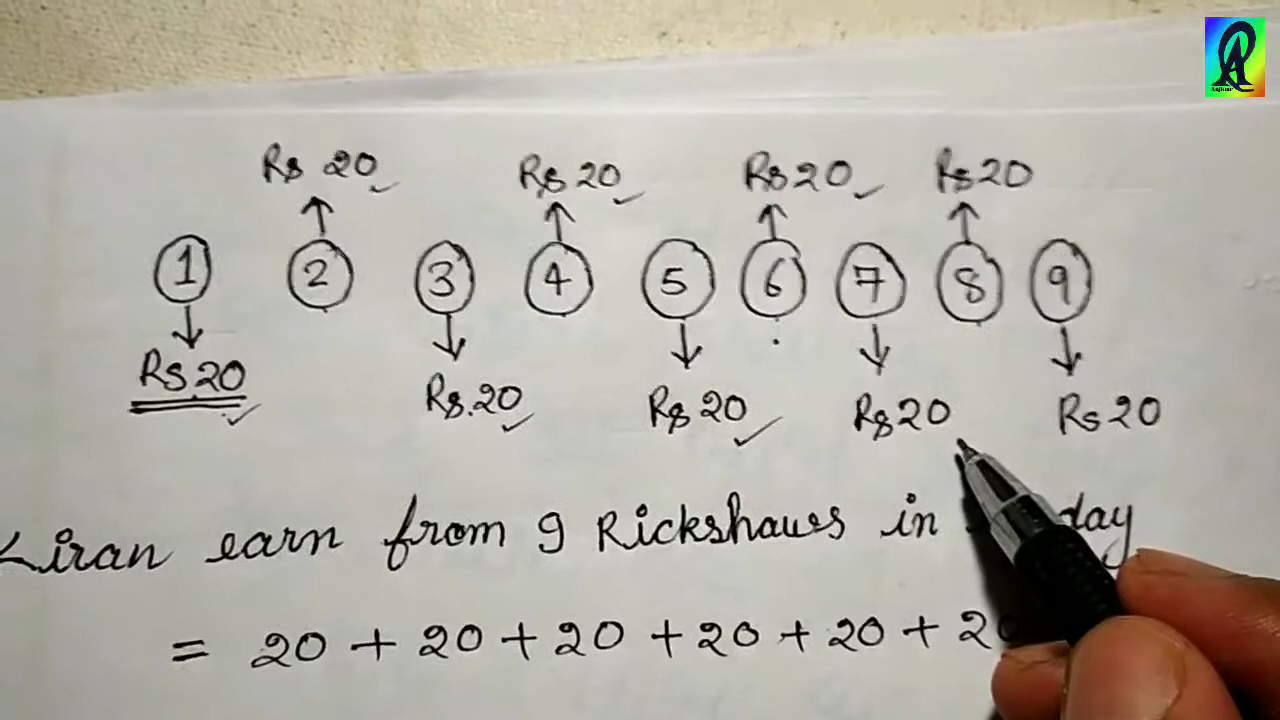 Rs 20 Rs 20 Rs 20 Rs 20
1 2 3 4 5 6 7 8 9
Rs.20 Rs.20 Rs 20 Rs 20 Rs 20
Kiran earn from 9 Rickshaws in day
= 20 + 20 + 20 + 20 + 20 + 20